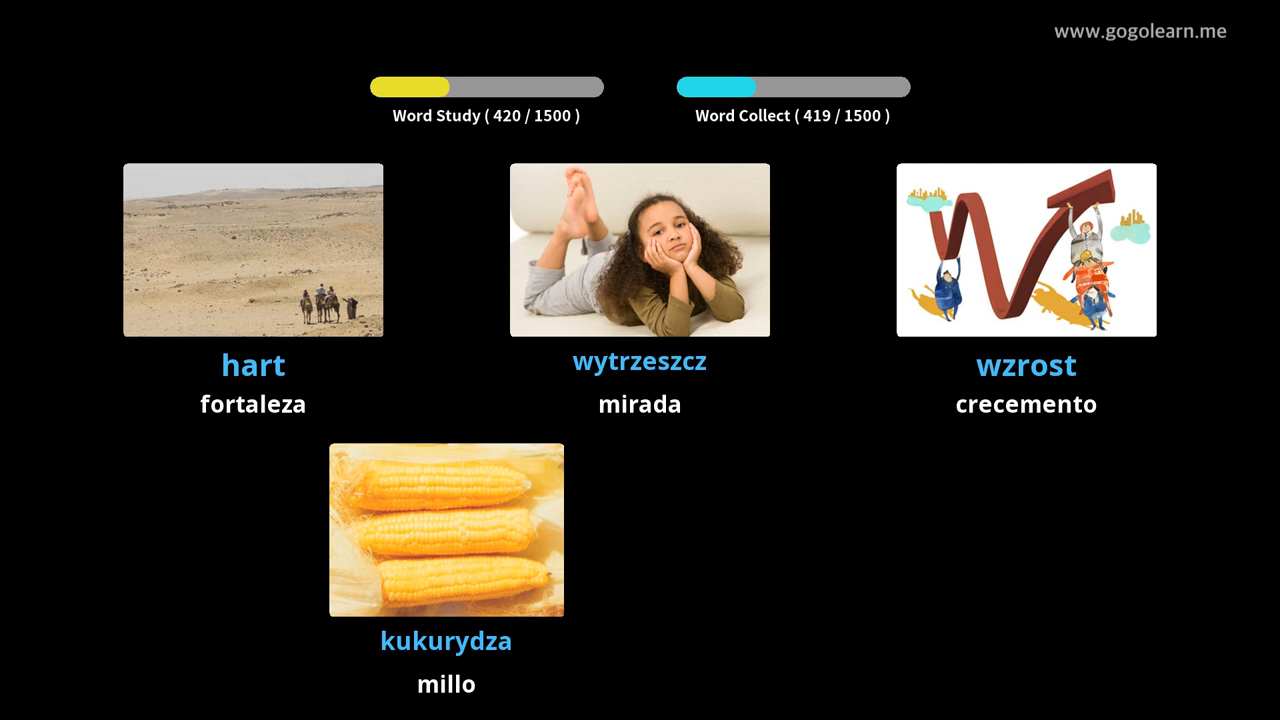 www.gogolearn.me
Word Study ( 420 / 1500 )
Word Collect ( 419 / 1500 )
hart
wytrzeszcz
wzrost
fortaleza
mirada
crecemento
kukurydza
millo